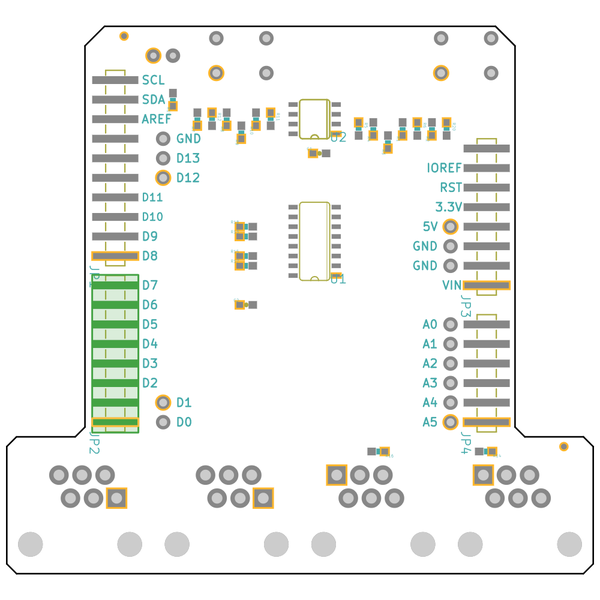 SCL
SDA
AREF
GND
D13
D12
D11
D10
D9
D8
JP1
D7
D6
D5
D4
D3
D2
D1
D0
JP2
U2
U1
IOREF
RST
3.3V
5V
GND
GND
VIN
JP3
A0
A1
A2
A3
A4
A5
JP4